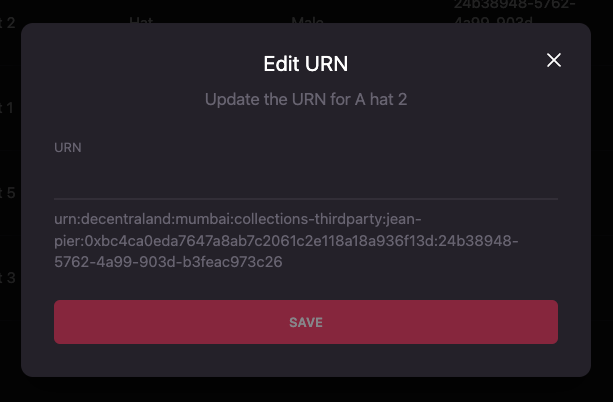 24b38948-5762-
t 2 Hat Male 4a99-903d-
Edit URN
Update the URN for A hat 2
t 1
URN
t 5
urn:decentraland:mumbai:collections-thirdparty:jean-
pier:0xbc4ca0eda7647a8ab7c2061c2e118a18a936f13d:24b38948-
5762-4a99-903d-b3feac973c26
t 3
SAVE